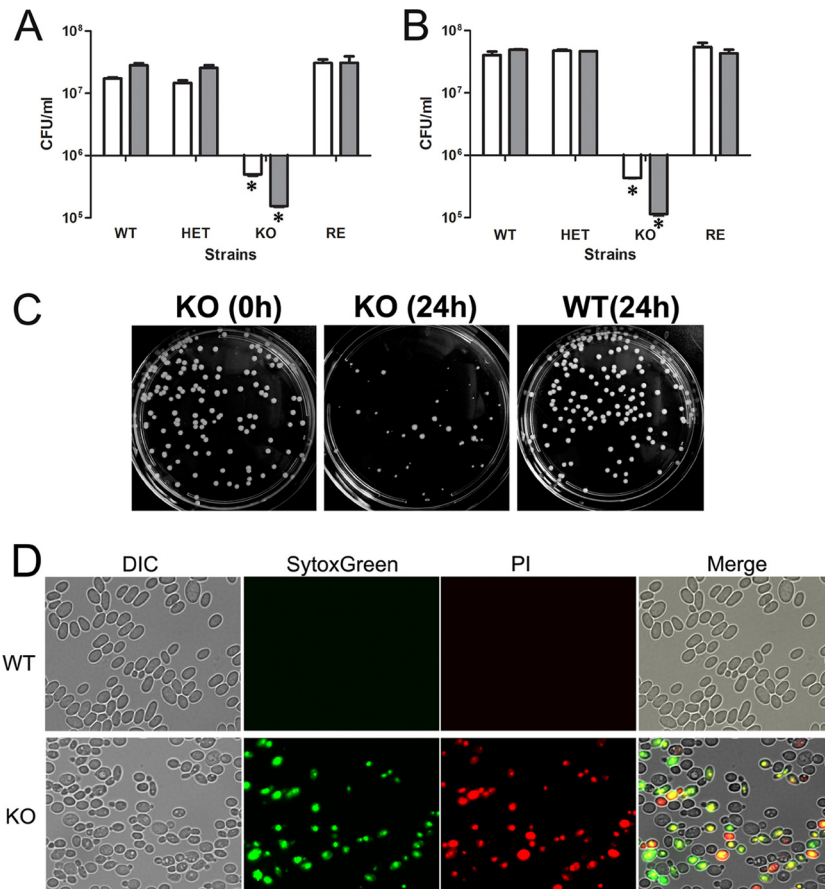 A
B
10⁸
10⁷
10⁶
10⁵
CFU/ml
*
*
WT HET KO RE
Strains
10⁸
10⁷
10⁶
10⁵
CFU/ml
*
*
WT HET KO RE
Strains
C
KO (0h) KO (24h) WT(24h)
D
DIC SytoxGreen PI Merge
WT
KO